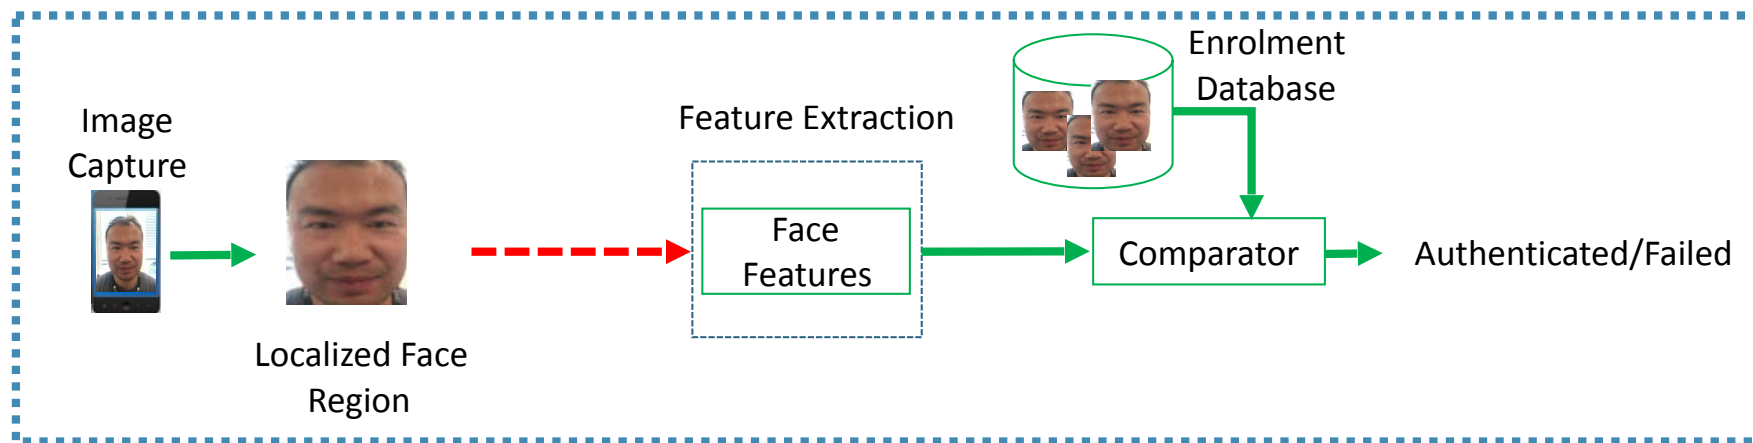 Image
Capture
Localized Face
Region
Feature Extraction
Face
Features
Enrolment
Database
Comparator
Authenticated/Failed